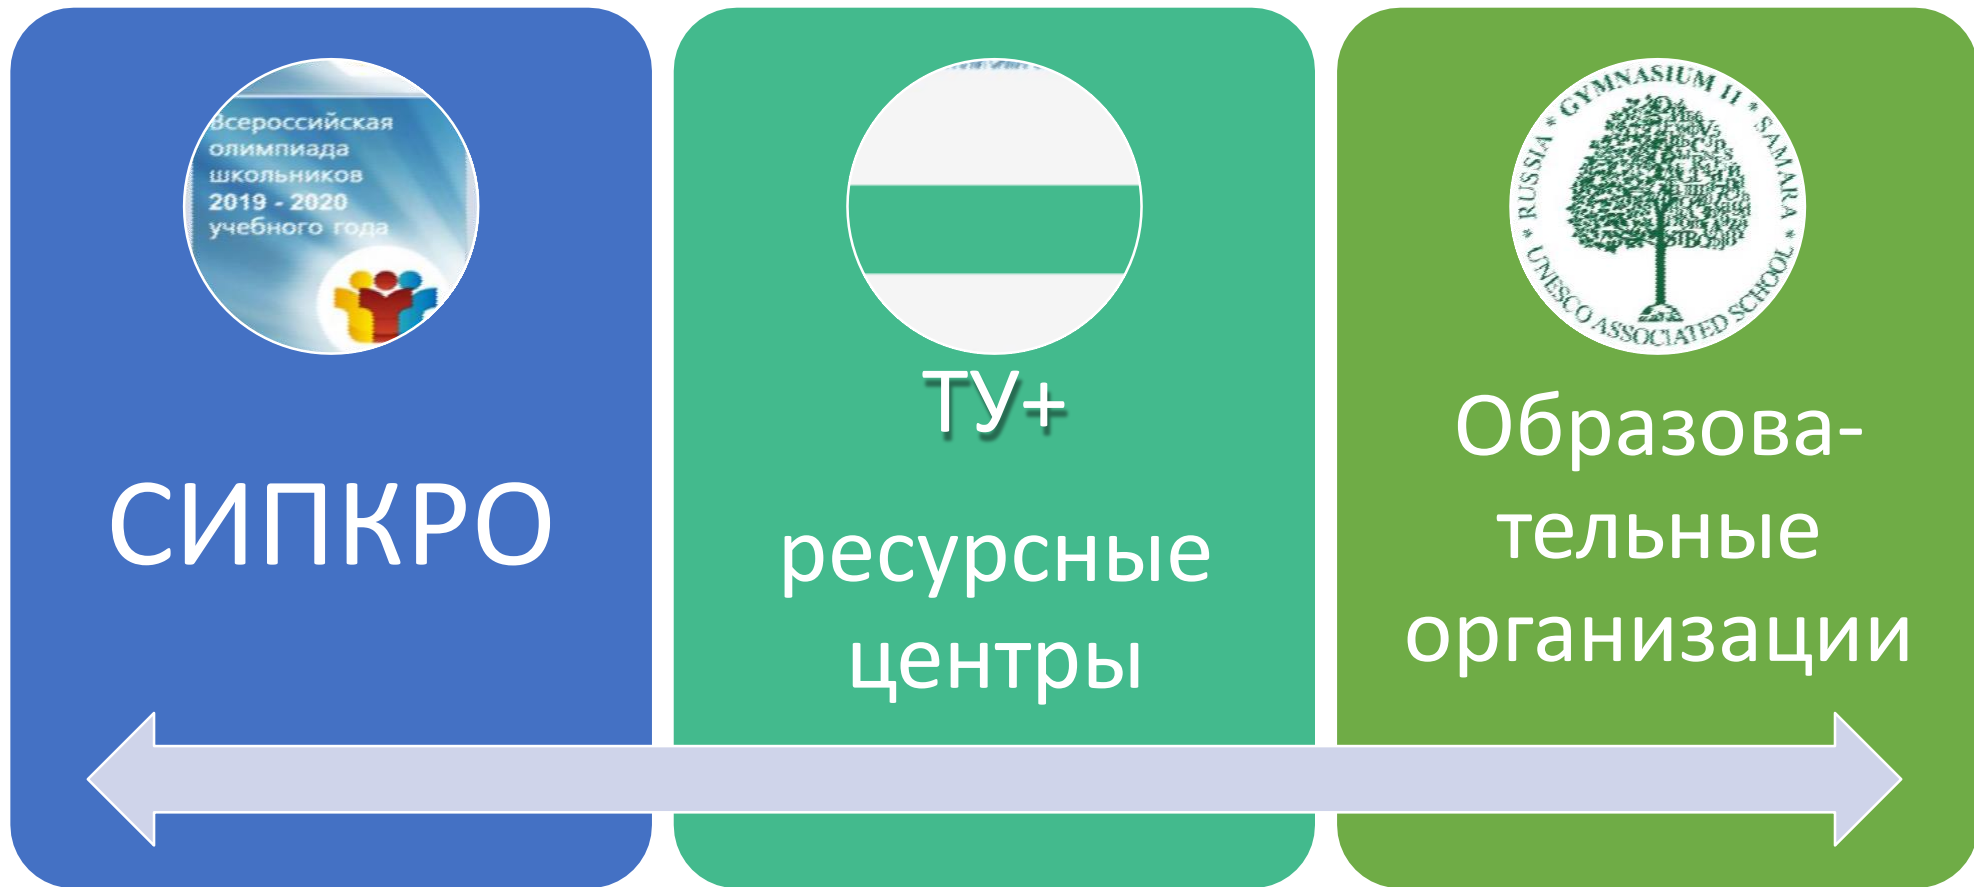 Всероссийская
олимпиада
школьников
2019 - 2020
учебного года
СИПКРО
ТУ+
ресурсные
центры
* RUSSIA * GYMNASIUM 11 * SAMARA *
UNESCO ASSOCIATED SCHOOL
Образова-
тельные
организации